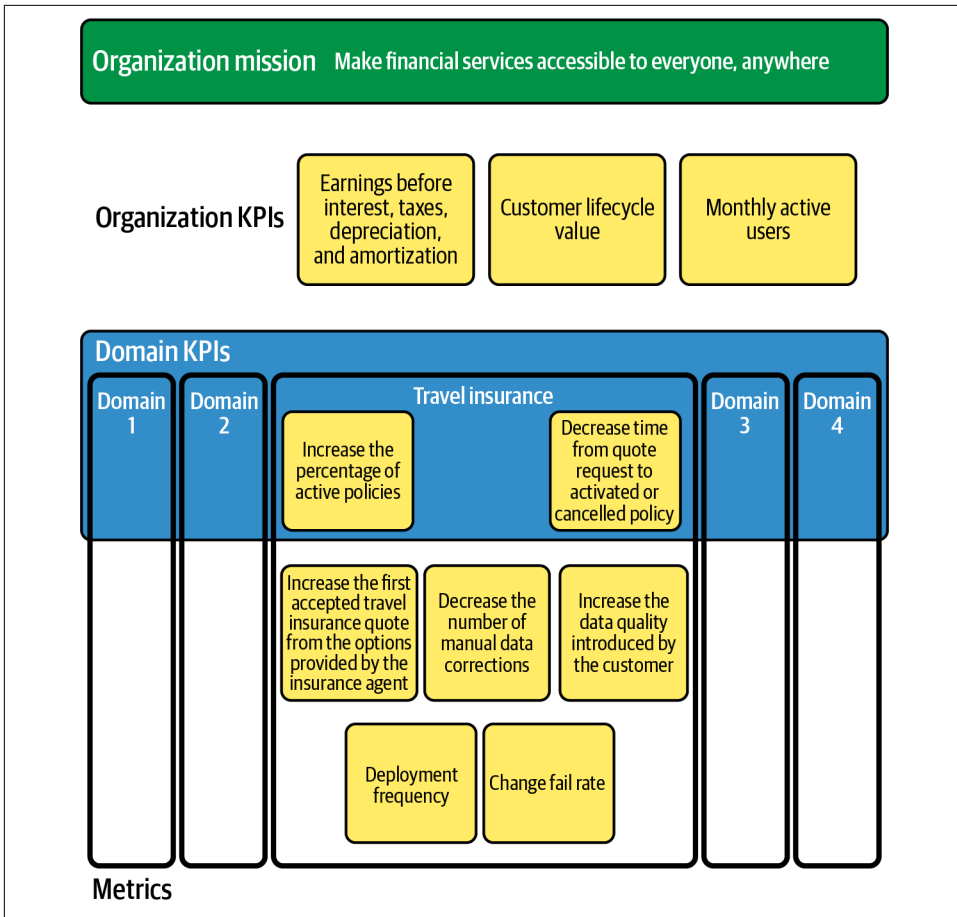 Organization mission Make financial services accessible to everyone, anywhere
Organization KPIs
Earnings before
interest, taxes,
depreciation,
and amortization
Customer lifecycle
value
Monthly active
users
Domain KPIs
Domain
1
Domain
2
Travel insurance
Domain
3
Domain
4
Increase the
percentage of
active policies
Decrease time
from quote
request to
activated or
cancelled policy
Increase the first
accepted travel
insurance quote
from the options
provided by the
insurance agent
Decrease the
number of
manual data
corrections
Increase the
data quality
introduced by
the customer
Deployment
frequency
Change fail rate
Metrics